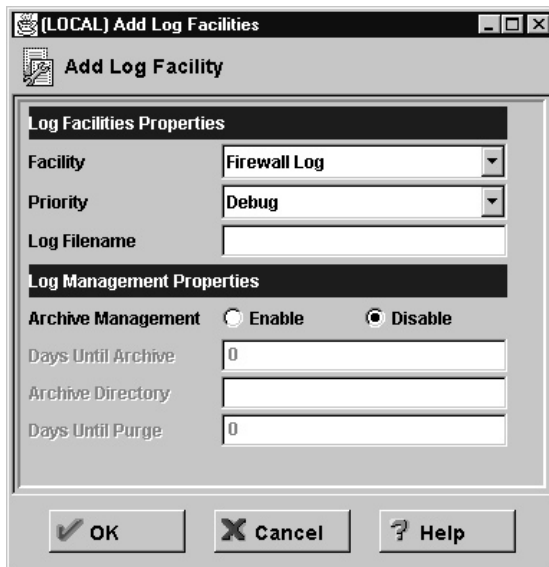 (LOCAL) Add Log Facilities
Add Log Facility
Log Facilities Properties
Facility Firewall Log
Priority Debug
Log Filename
Log Management Properties
Archive Management Enable Disable
Days Until Archive 0
Archive Directory
Days Until Purge 0
OK Cancel Help